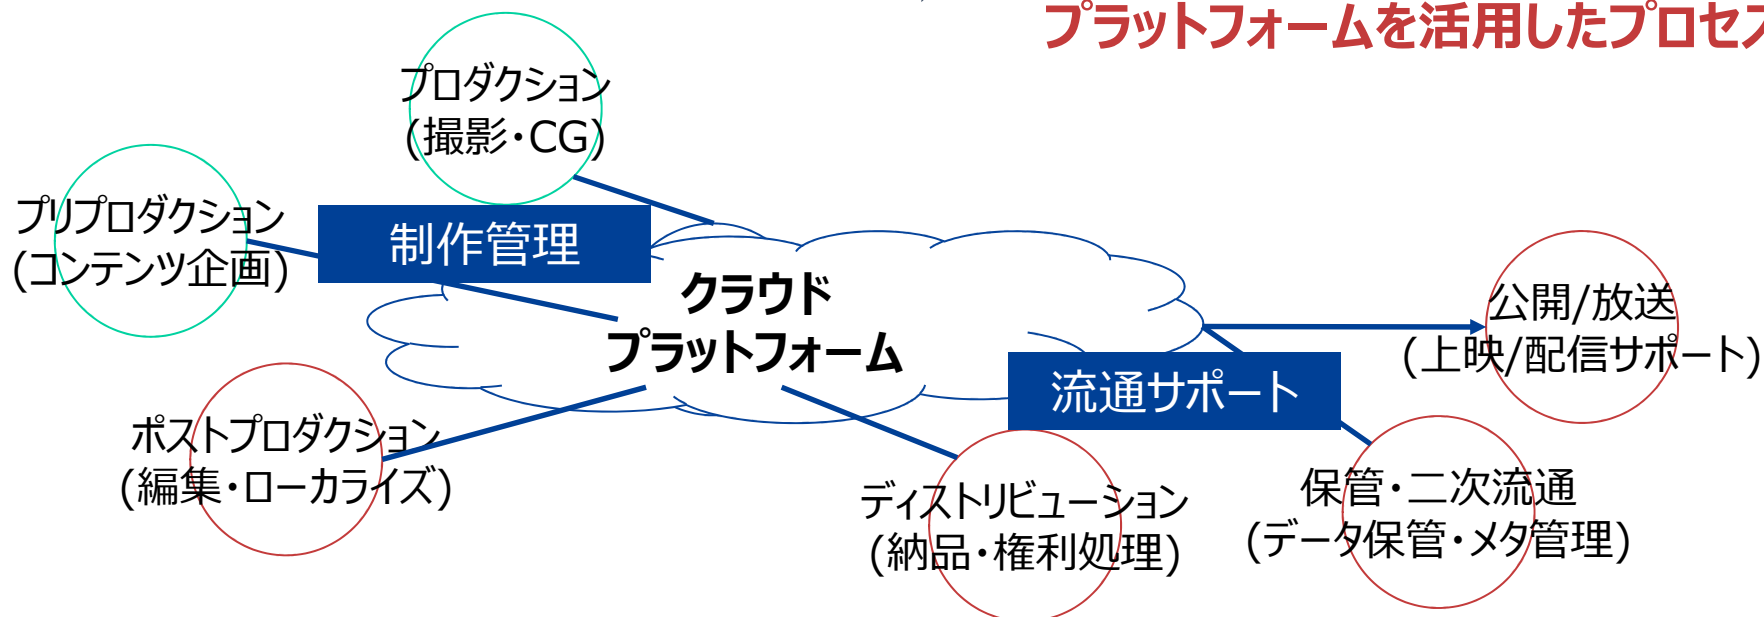 プラットフォームを活用したプロセス
プロダクション
(撮影・CG)
プリプロダクション
(コンテンツ企画)
制作管理
クラウド
プラットフォーム
公開/放送
(上映/配信サポート)
流通サポート
ポストプロダクション
(編集・ローカライズ)
ディストリビューション
(納品・権利処理)
保管・二次流通
(データ保管・メタ管理)